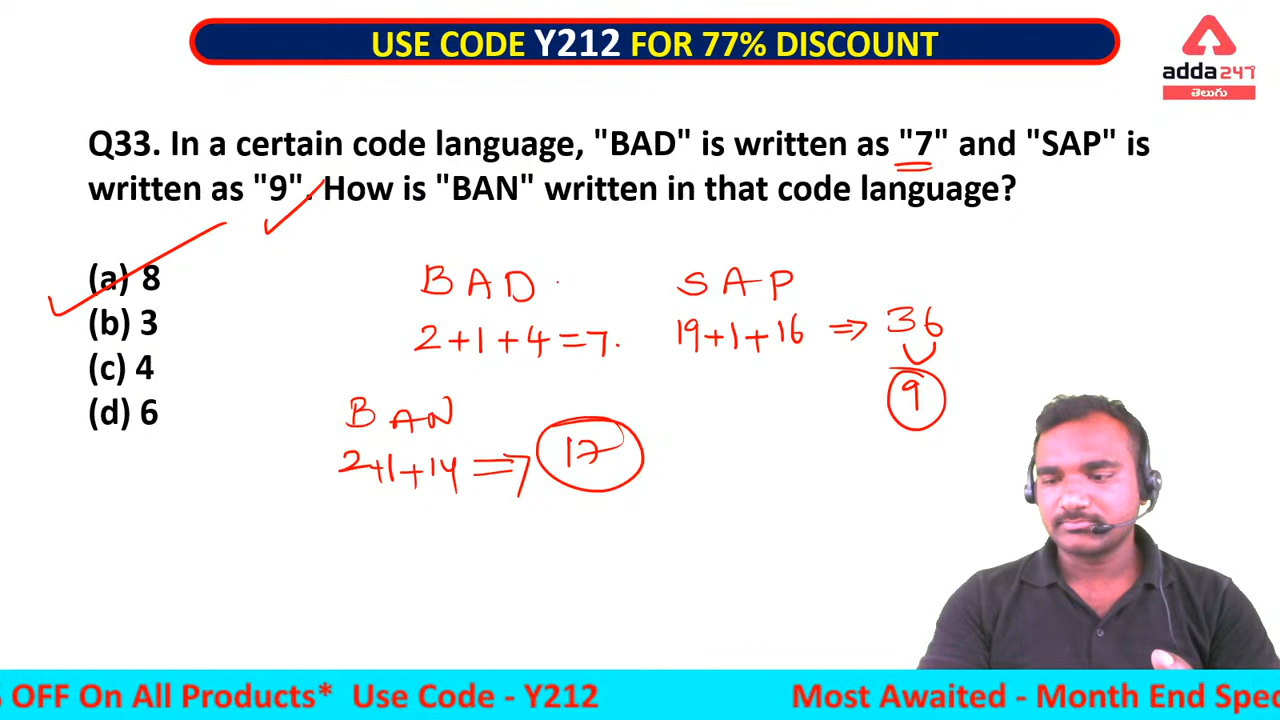 USE CODE Y212 FOR 77% DISCOUNT
adda247
తెలుగు
Q33. In a certain code language, "BAD" is written as "7" and "SAP" is
written as "9". How is "BAN" written in that code language?
(a) 8
(b) 3
(c) 4
(d) 6
BAD
2+1+4=7.
SAP
19+1+16 ⇒ 36
9
BAN
2+1+14 ⇒ 17
OFF On All Products* Use Code - Y212
Most Awaited - Month End Spec